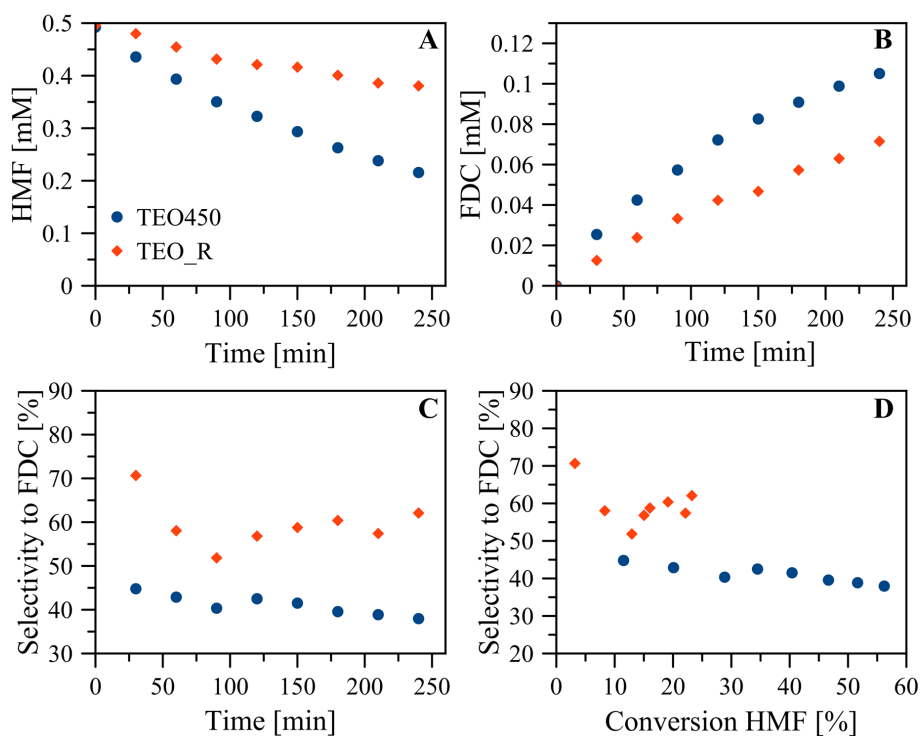 A
HMF [mM]
0.5
0.4
0.3
0.2
0.1
0
TEO450
TEO_R
0 50 100 150 200 250
Time [min]
B
FDC [mM]
0.12
0.1
0.08
0.06
0.04
0.02
0
0 50 100 150 200 250
Time [min]
C
Selectivity to FDC [%]
90
80
70
60
50
40
30
0 50 100 150 200 250
Time [min]
D
Selectivity to FDC [%]
90
80
70
60
50
40
30
20
0 10 20 30 40 50 60
Conversion HMF [%]